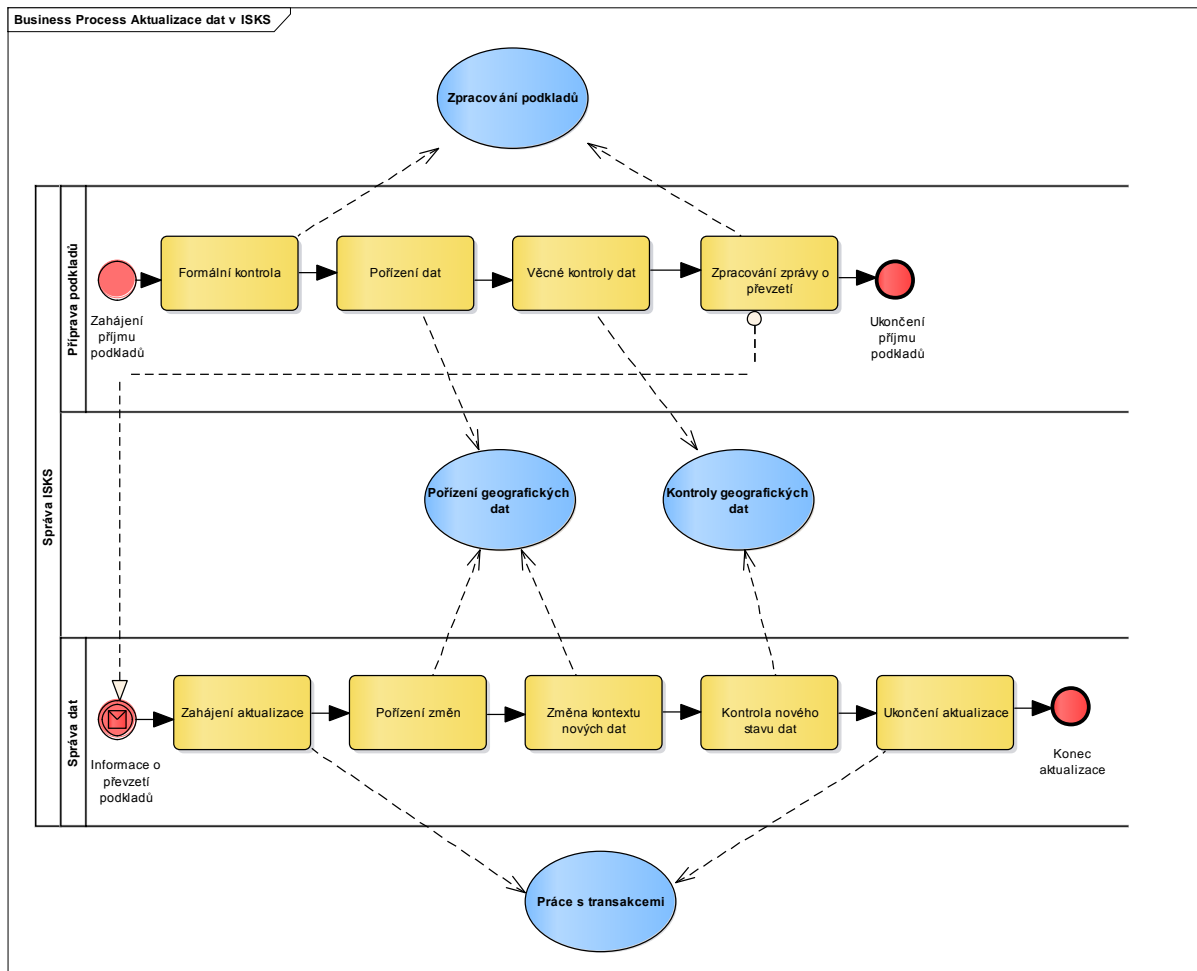 Business Process Aktualizace dat v ISKS
Zpracování podkladů
Správa ISKS
Příprava podkladů
Formální kontrola
Pořízení dat
Věcné kontroly dat
Zpracování zprávy o
převzetí
Zahájení
příjmu
podkladů
Ukončení
příjmu
podkladů
Pořízení geografických
dat
Kontroly geografických
dat
Správa dat
Zahájení aktualizace
Pořízení změn
Změna kontextu
nových dat
Kontrola nového
stavu dat
Ukončení aktualizace
Informace o
převzetí
podkladů
Konec
aktualizace
Práce s transakcemi